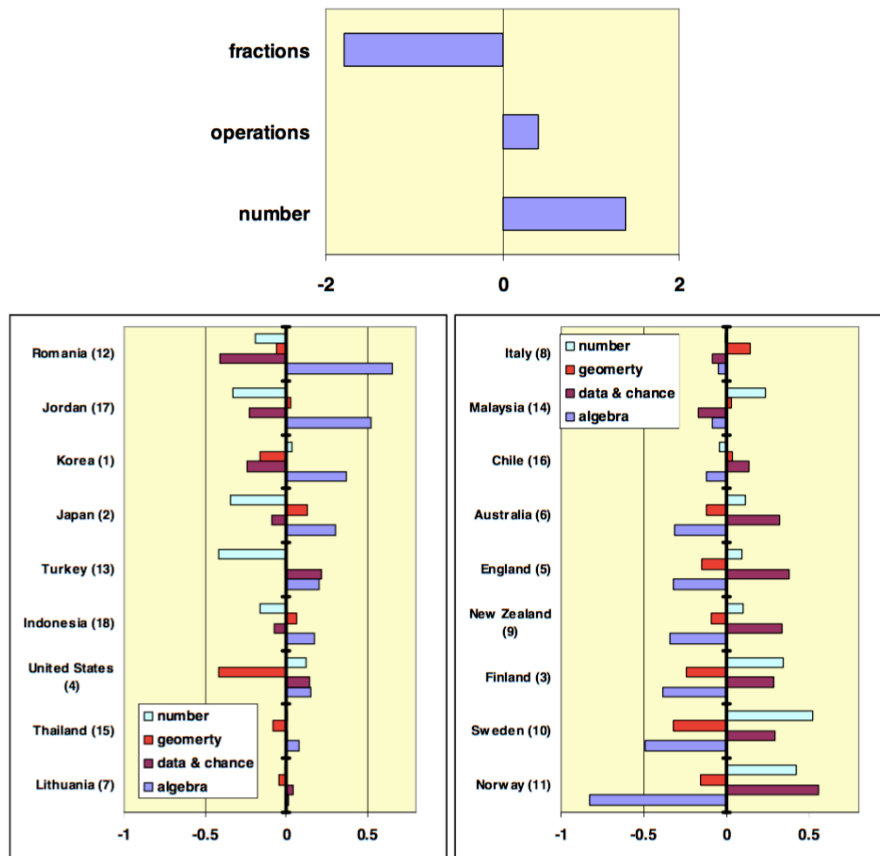 fractions
operations
number
-2
0
2
Romania (12)
Jordan (17)
Korea (1)
Japan (2)
Turkey (13)
Indonesia (18)
United States
(4)
Thailand (15)
Lithuania (7)
number
geomerty
data & chance
algebra
-1
-0.5
0
0.5
Italy (8)
Malaysia (14)
Chile (16)
Australia (6)
England (5)
New Zealand
(9)
Finland (3)
Sweden (10)
Norway (11)
number
geomerty
data & chance
algebra
-1
-0.5
0
0.5